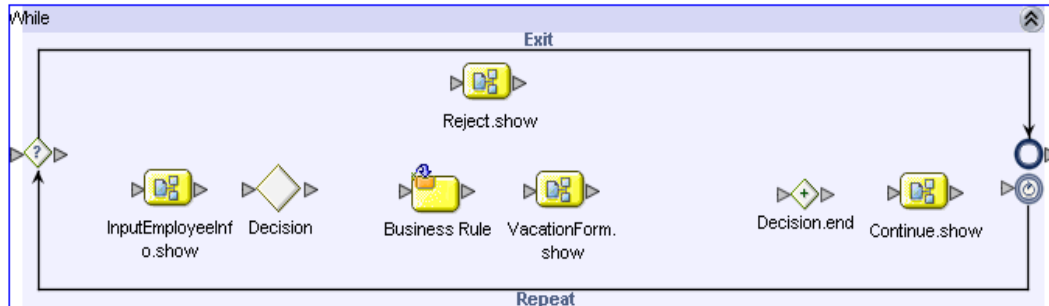 While
Exit
Reject.show
?
InputEmployeeInf
o.show
Decision
Business Rule
VacationForm.
show
Decision.end
Continue.show
Repeat